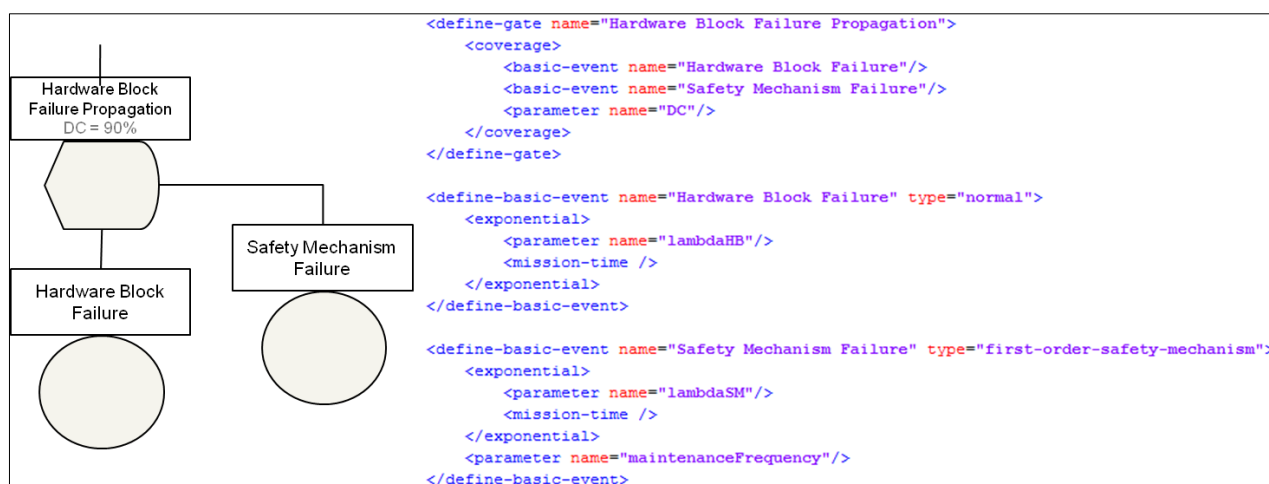 Hardware Block
Failure Propagation
DC = 90%
Safety Mechanism
Failure
Hardware Block
Failure
<define-gate name="Hardware Block Failure Propagation">
    <coverage>
        <basic-event name="Hardware Block Failure"/>
        <basic-event name="Safety Mechanism Failure"/>
        <parameter name="DC"/>
    </coverage>
</define-gate>
<define-basic-event name="Hardware Block Failure" type="normal">
    <exponential>
        <parameter name="lambdaHB"/>
        <mission-time />
    </exponential>
</define-basic-event>
<define-basic-event name="Safety Mechanism Failure" type="first-order-safety-mechanism">
    <exponential>
        <parameter name="lambdaSM"/>
        <mission-time />
    </exponential>
    <parameter name="maintenanceFrequency"/>
</define-basic-event>